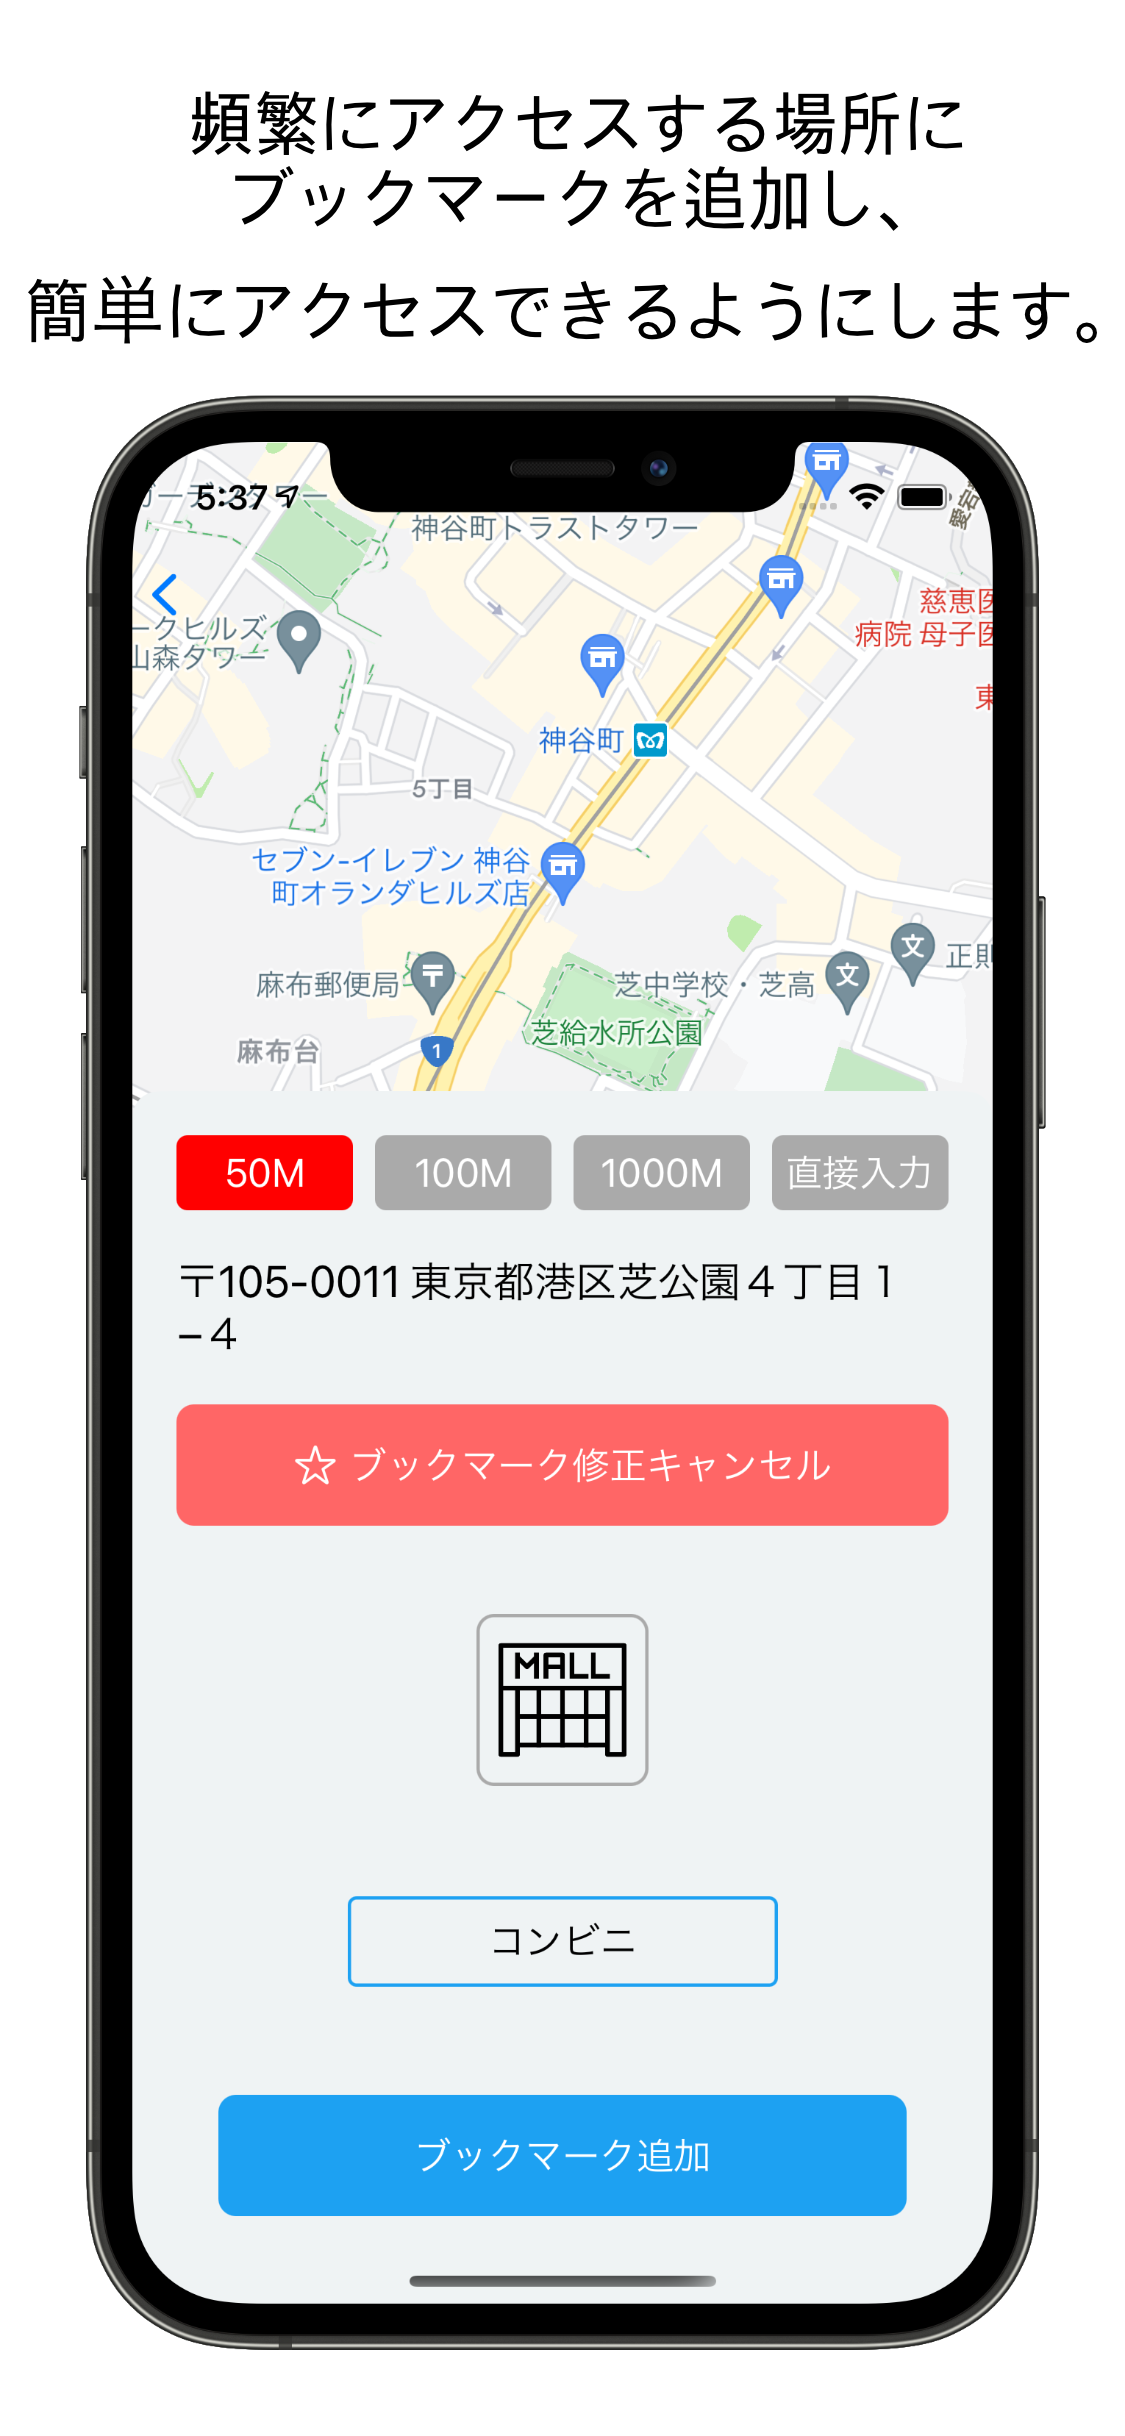 頻繁にアクセスする場所に
ブックマークを追加し、
簡単にアクセスできるようにします。
5:37
神谷町トラストタワー
慈恵医
病院 母子医
東
ークヒルズ
山森タワー
神谷町
5丁目
セブン-イレブン 神谷
町オランダヒルズ店
麻布郵便局
芝中学校・芝高
正則
文
文
芝給水所公園
麻布台
1
50M
100M
1000M
直接入力
〒105-0011 東京都港区芝公園４丁目１
−４
☆ ブックマーク修正キャンセル
MALL
コンビニ
ブックマーク追加